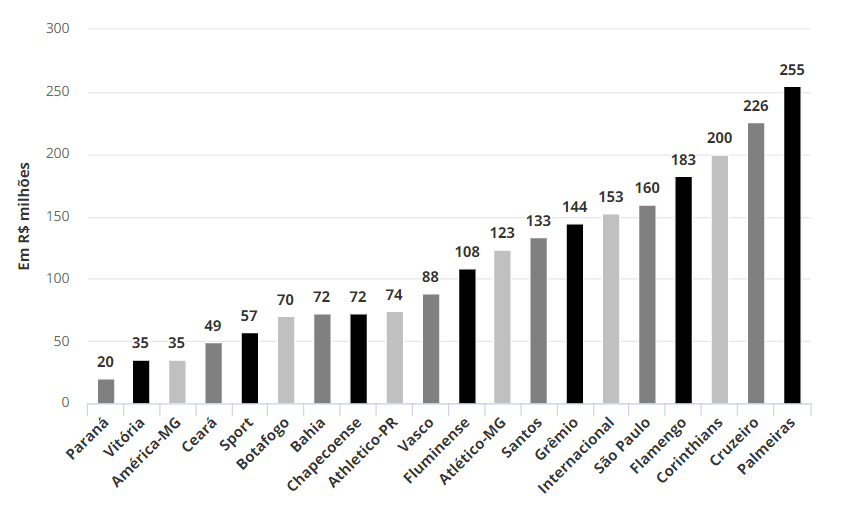 300
250
200
150
100
50
0
Em R$ milhões
20
35
35
49
57
70
72
72
74
88
108
123
133
144
153
160
183
200
226
255
Paraná
Vitória
América-MG
Ceará
Sport
Botafogo
Bahia
Chapecoense
Athletico-PR
Vasco
Fluminense
Atlético-MG
Santos
Grêmio
Internacional
São Paulo
Flamengo
Corinthians
Cruzeiro
Palmeiras